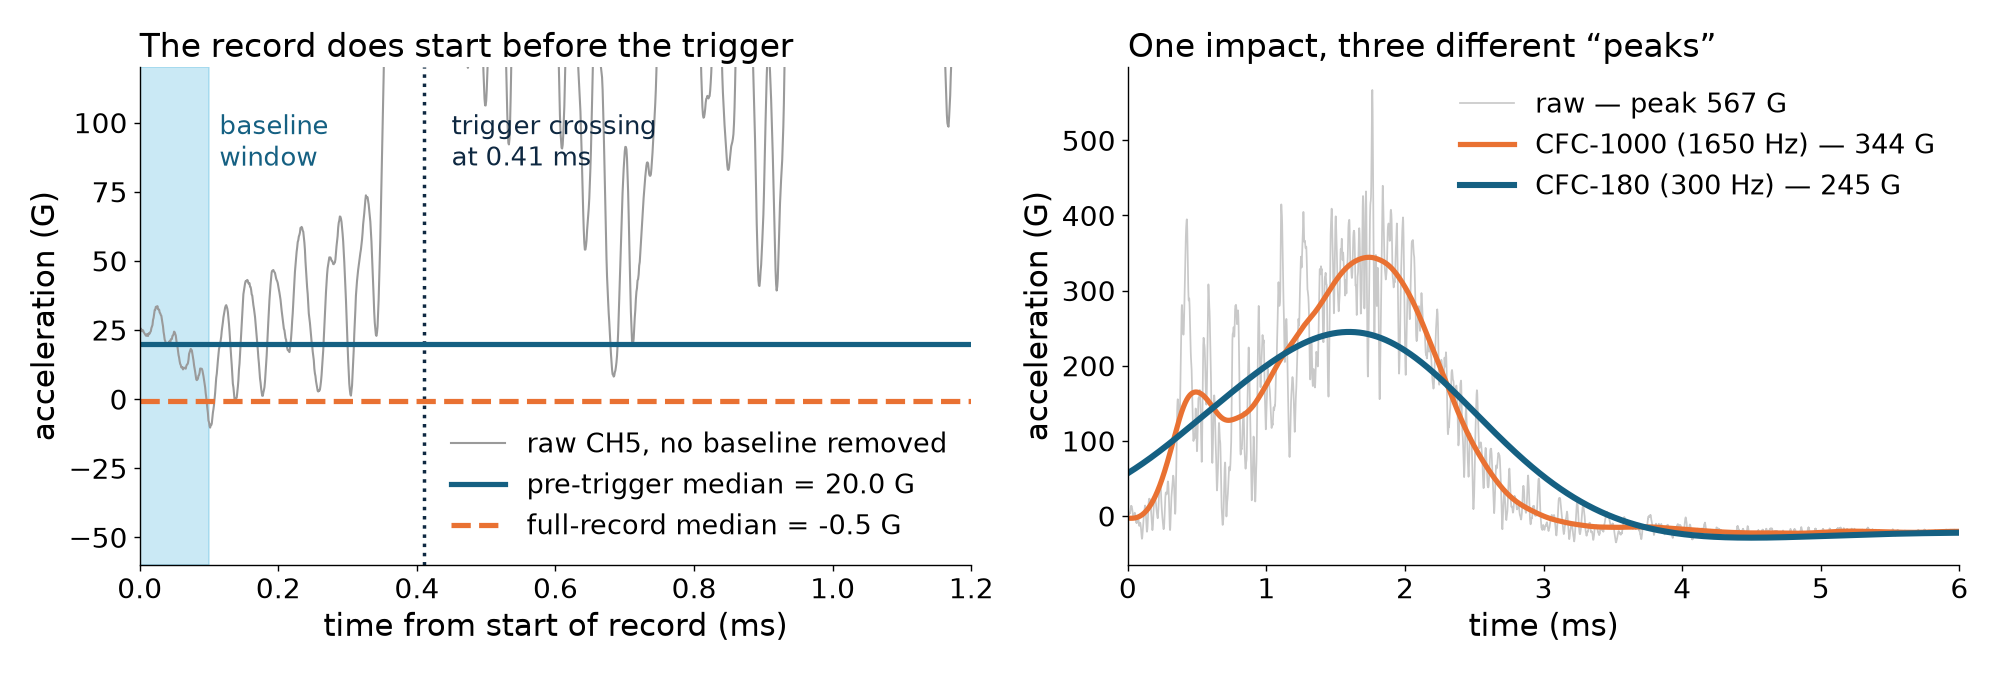 The record does start before the trigger
acceleration (G)
100
75
50
25
0
−25
−50
baseline
window
trigger crossing
at 0.41 ms
raw CH5, no baseline removed
pre-trigger median = 20.0 G
full-record median = -0.5 G
0.0 0.2 0.4 0.6 0.8 1.0 1.2
time from start of record (ms)
One impact, three different “peaks”
acceleration (G)
500
400
300
200
100
0
raw — peak 567 G
CFC-1000 (1650 Hz) — 344 G
CFC-180 (300 Hz) — 245 G
0 1 2 3 4 5 6
time (ms)